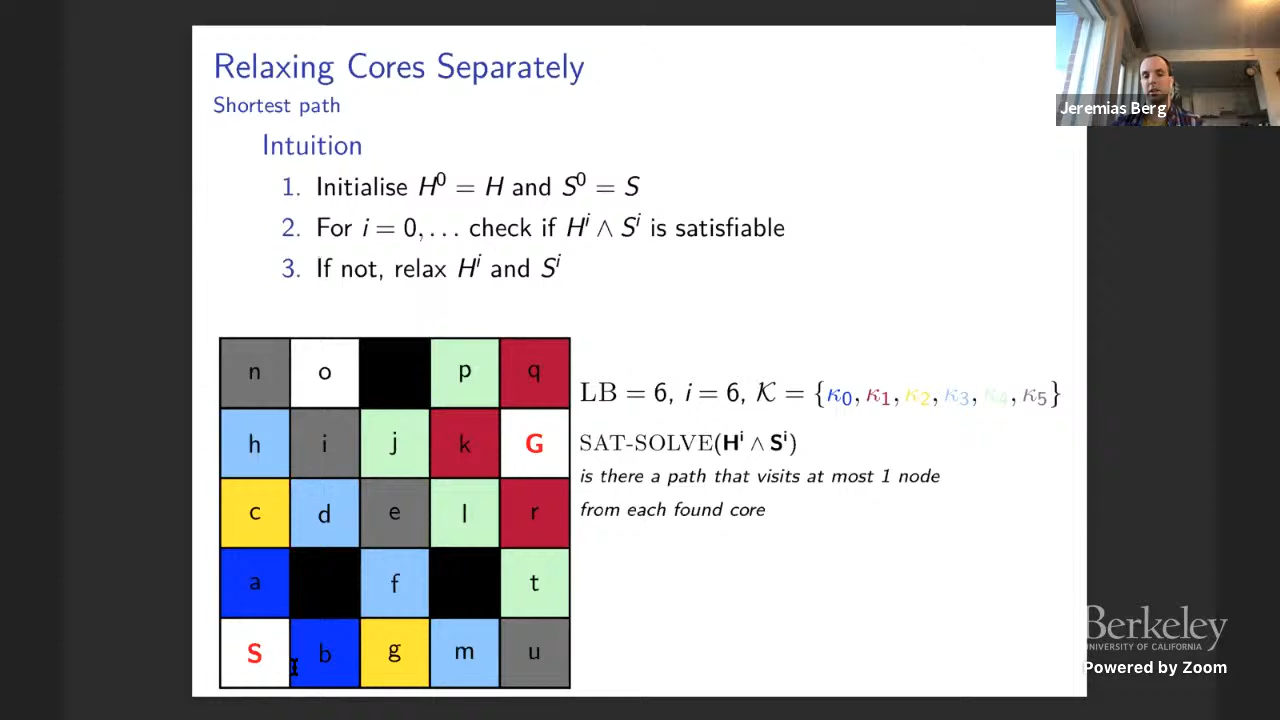 Relaxing Cores Separately
Shortest path
Intuition
1. Initialise H⁰ = H and S⁰ = S
2. For i = 0, . . . check if Hⁱ ∧ Sⁱ is satisfiable
3. If not, relax Hⁱ and Sⁱ
n o p q
h i j k G
c d e l r
a f t
S b g m u
LB = 6, i = 6, K = {κ₀, κ₁, κ₂, κ₃, κ₄, κ₅}
SAT-SOLVE(Hⁱ ∧ Sⁱ)
is there a path that visits at most 1 node
from each found core
Jeremias Berg
Berkeley
UNIVERSITY OF CALIFORNIA
Powered by Zoom